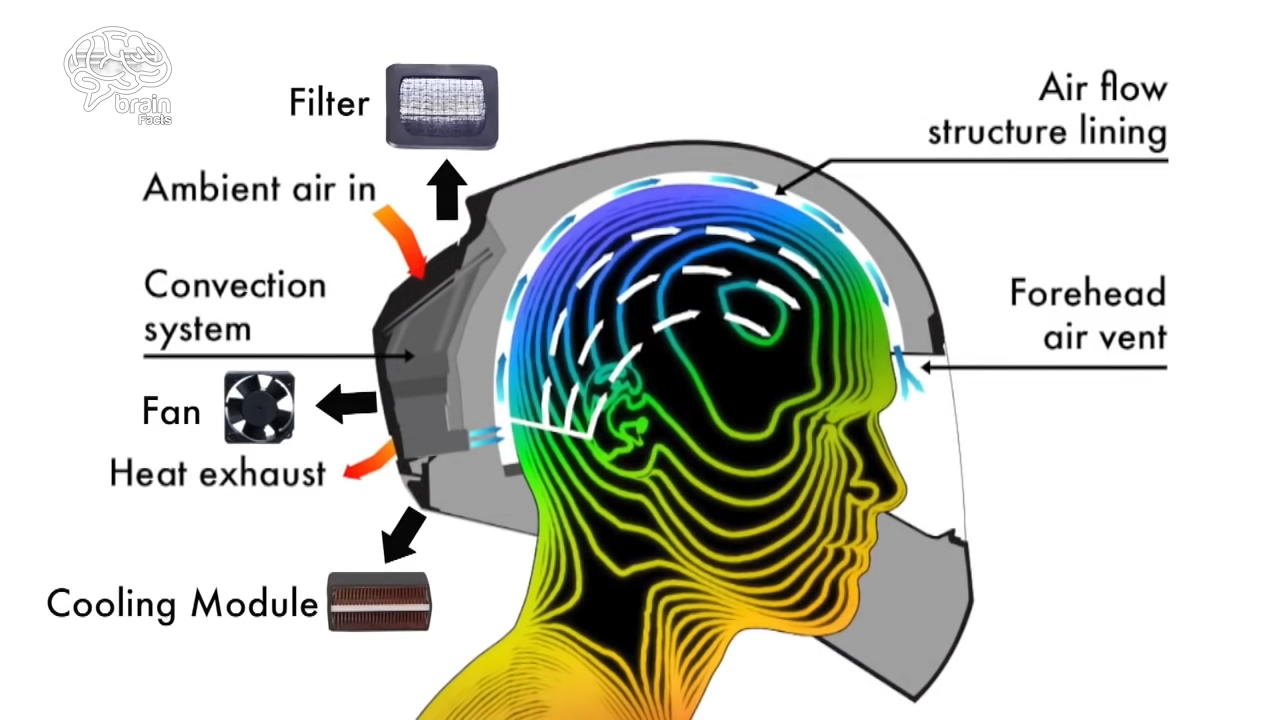 brain
Facts
Filter
Air flow
structure lining
Ambient air in
Convection
system
Forehead
air vent
Fan
Heat exhaust
Cooling Module